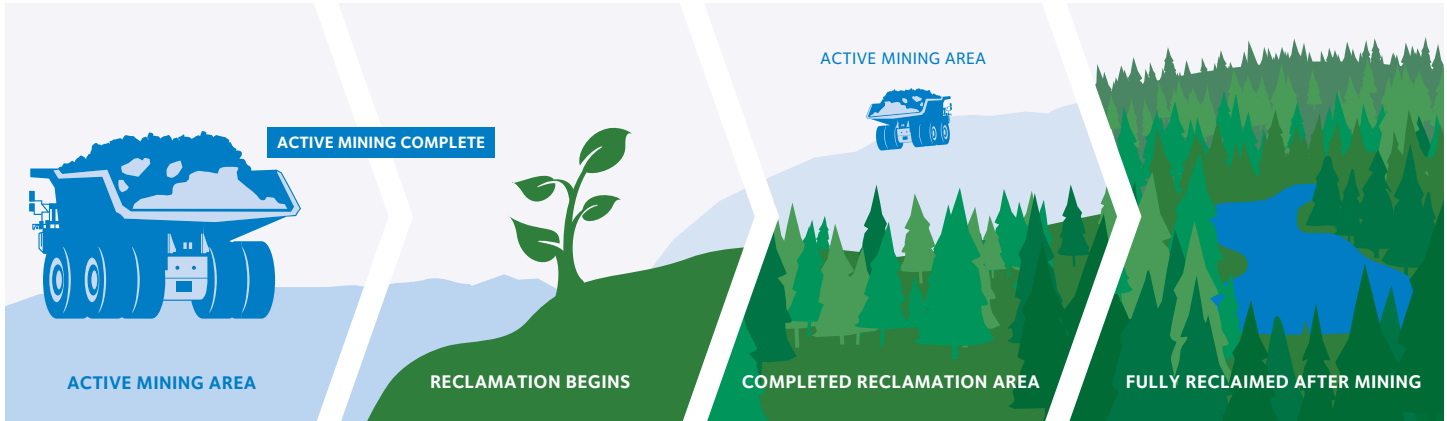 ACTIVE MINING AREA
ACTIVE MINING COMPLETE
RECLAMATION BEGINS
ACTIVE MINING AREA
COMPLETED RECLAMATION AREA
FULLY RECLAIMED AFTER MINING